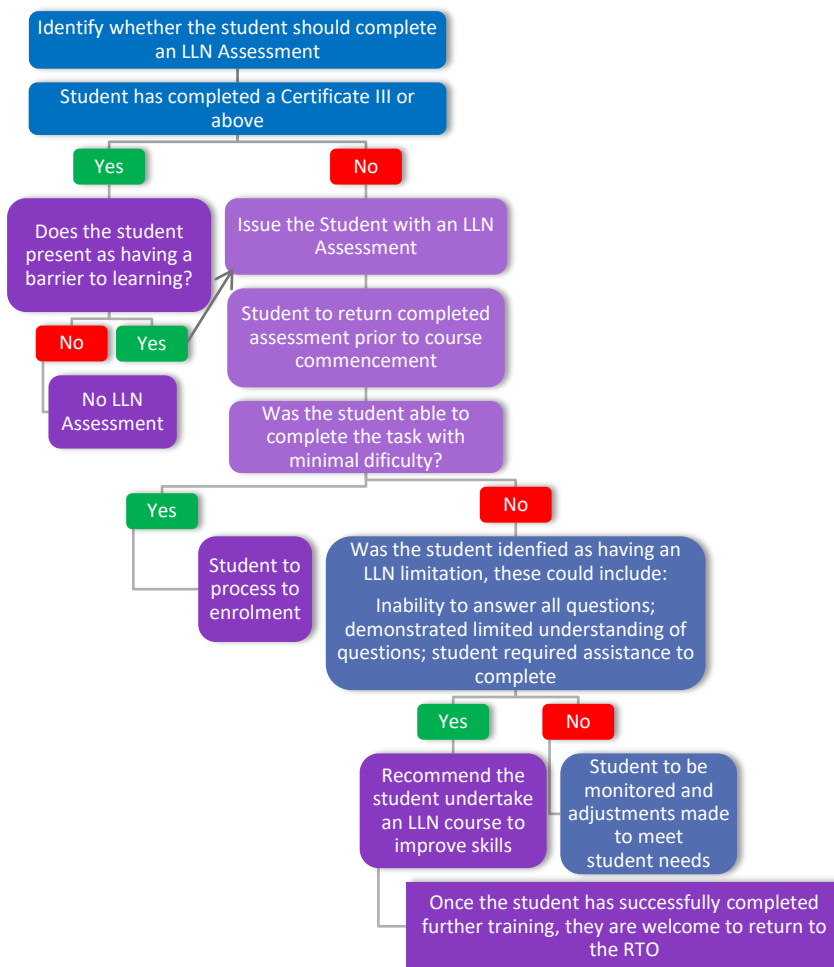 Identify whether the student should complete
an LLN Assessment
Student has completed a Certificate III or
above
Yes
No
Does the student
present as having a
barrier to learning?
Issue the Student with an LLN
Assessment
No
Yes
Student to return completed
assessment prior to course
commencement
No LLN
Assessment
Was the student able to
complete the task with
minimal dificulty?
Yes
No
Student to
process to
enrolment
Was the student idenfied as having an
LLN limitation, these could include:
Inability to answer all questions;
demonstrated limited understanding of
questions; student required assistance to
complete
Yes
No
Recommend the
student undertake
an LLN course to
improve skills
Student to be
monitored and
adjustments made
to meet
student needs
Once the student has successfully completed
further training, they are welcome to return to
the RTO